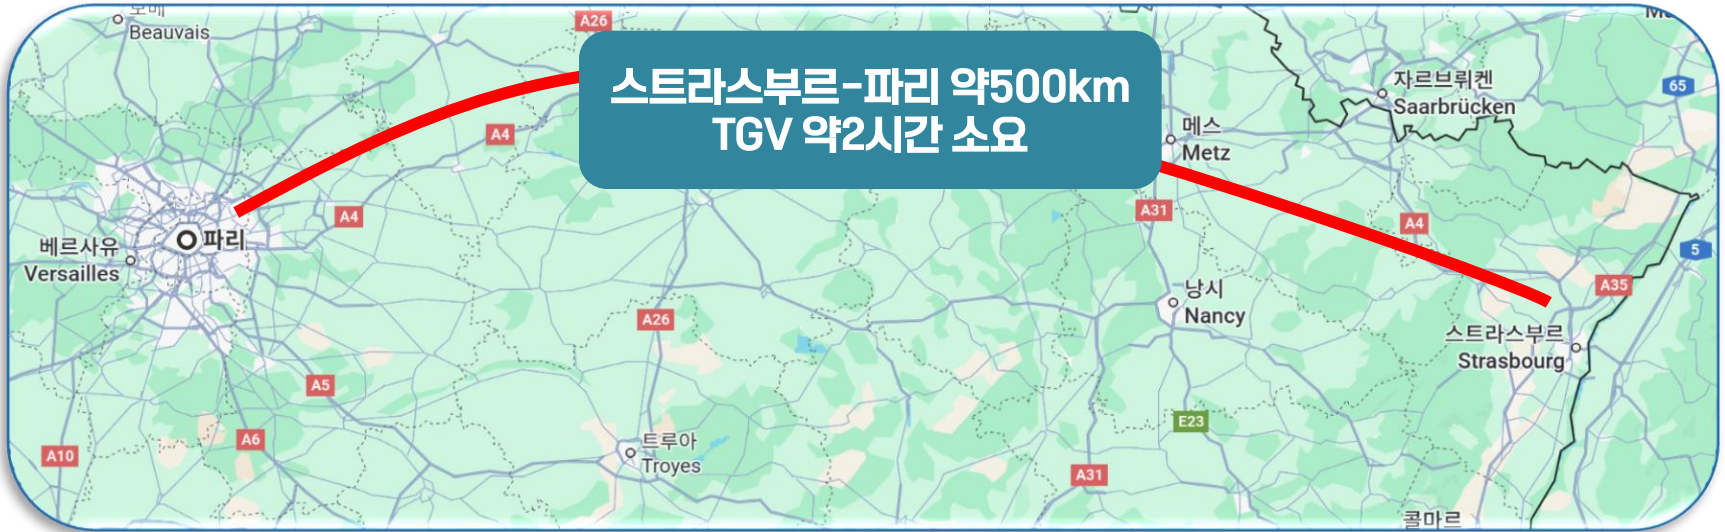 보베
Beauvais
A26
스트라스부르-파리 약500km
TGV 약2시간 소요
자르브뤼켄
Saarbrücken
65
A4
메스
Metz
A4
A31
A4
베르사유
Versailles
파리
5
A35
낭시
Nancy
A26
스트라스부르
Strasbourg
A5
E23
A6
A10
트루아
Troyes
A31
콜마르